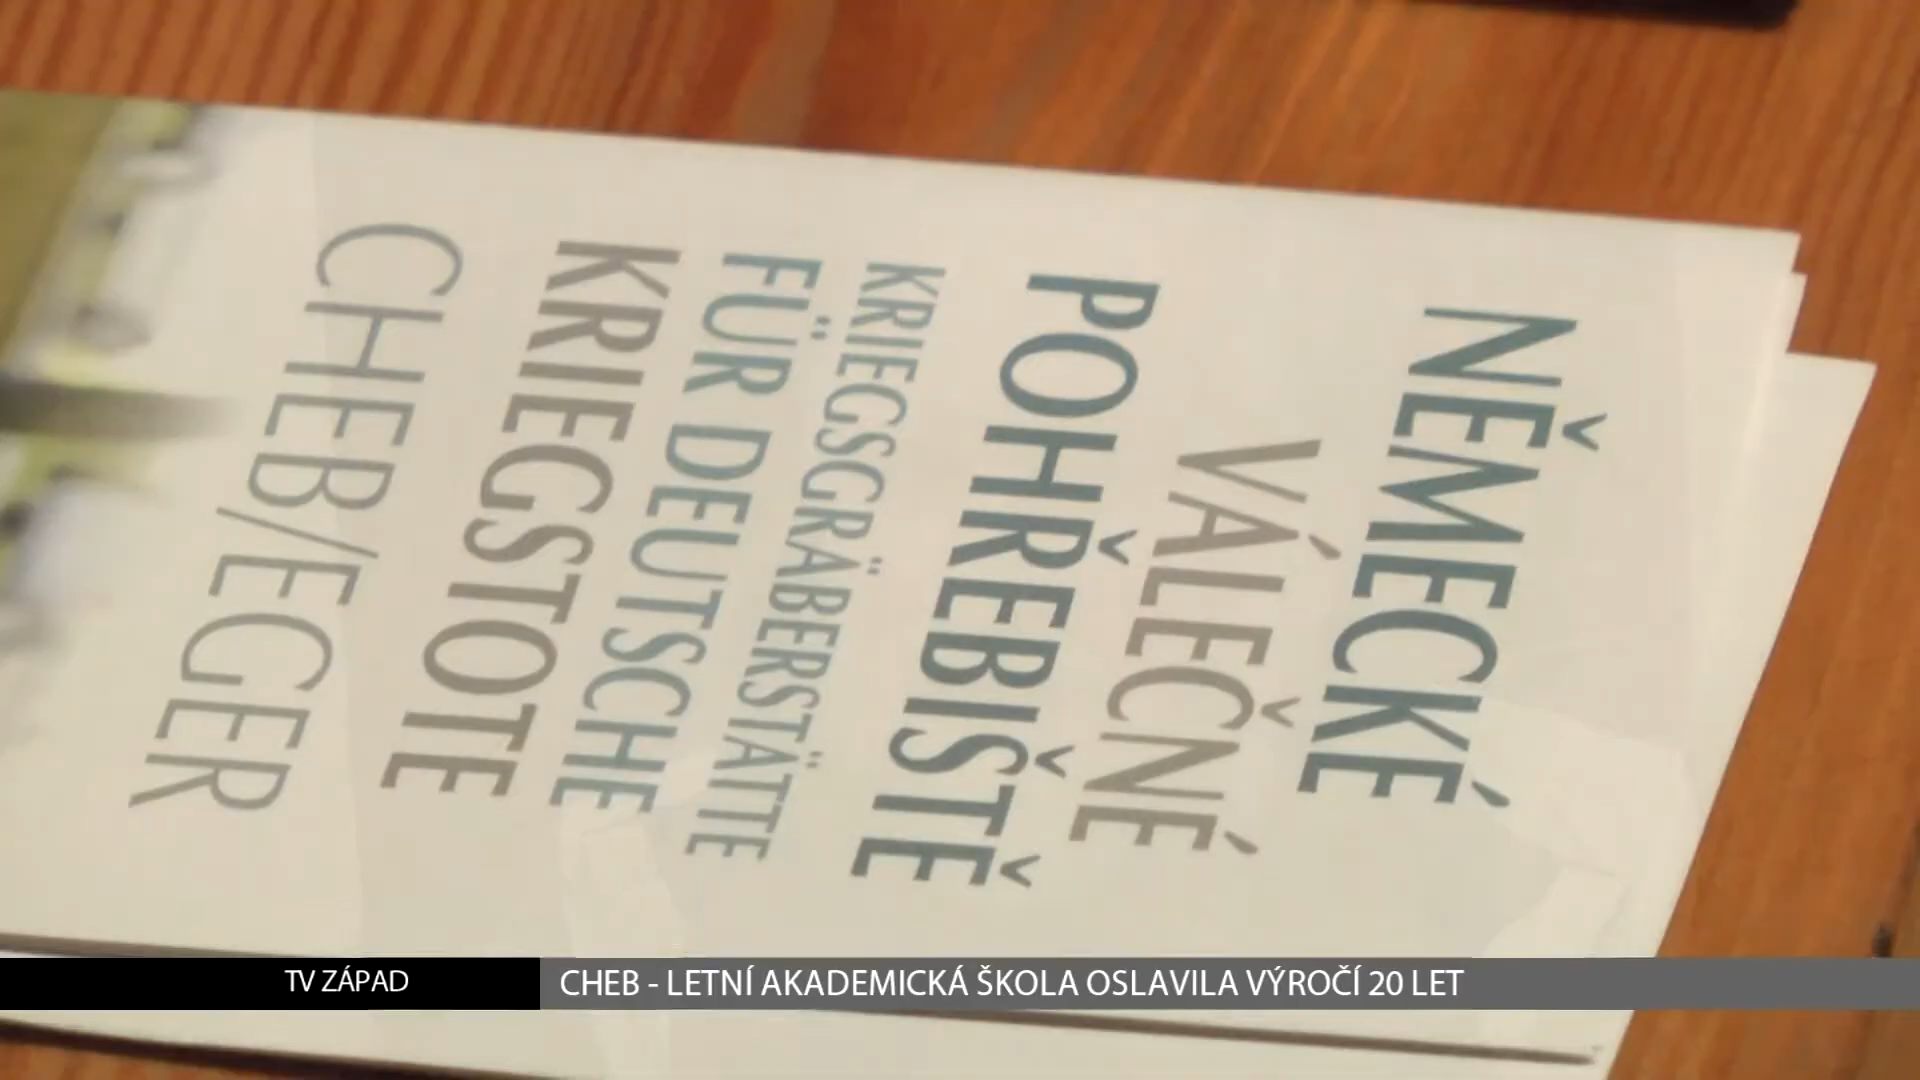 NĚMECKÉ
VÁLEČNÉ
POHŘEBIŠTĚ
KRIEGSGRÄBERSTÄTTE
FÜR DEUTSCHE
KRIEGSTOTE
CHEB/EGER
TV ZÁPAD
CHEB - LETNÍ AKADEMICKÁ ŠKOLA OSLAVILA VÝROČÍ 20 LET